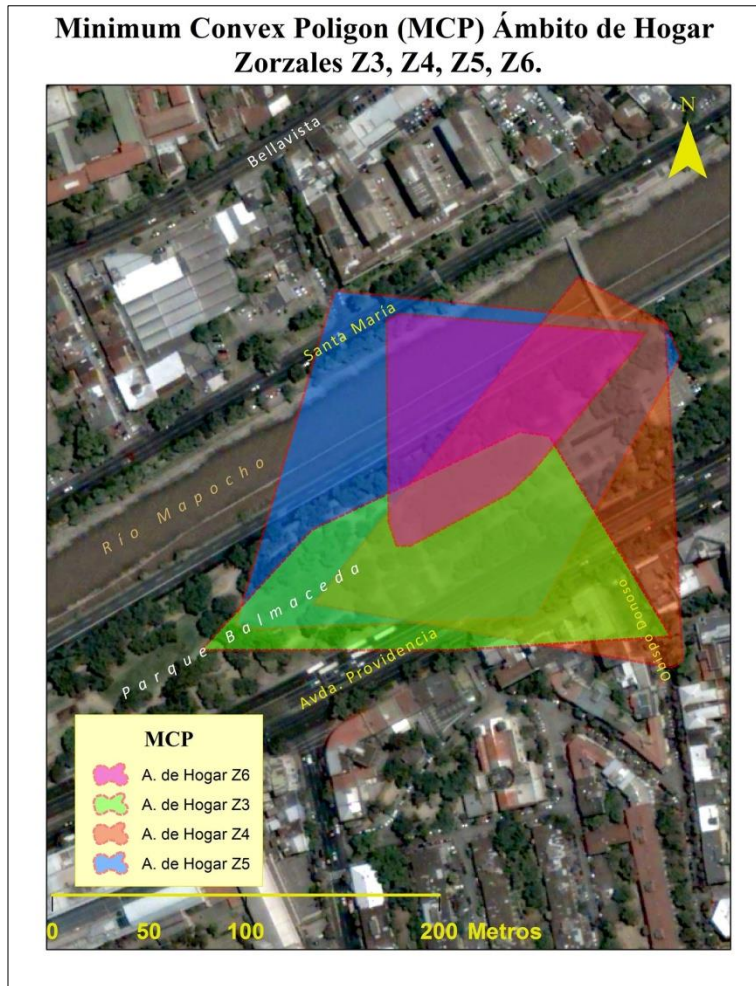 Minimum Convex Poligon (MCP) Ámbito de Hogar
Zorzales Z3, Z4, Z5, Z6.
N
Bellavista
Santa María
Río Mapocho
Parque Balmaceda
Avda. Providencia
Obispo Donoso
MCP
A. de Hogar Z6
A. de Hogar Z3
A. de Hogar Z4
A. de Hogar Z5
0 50 100 200 Metros